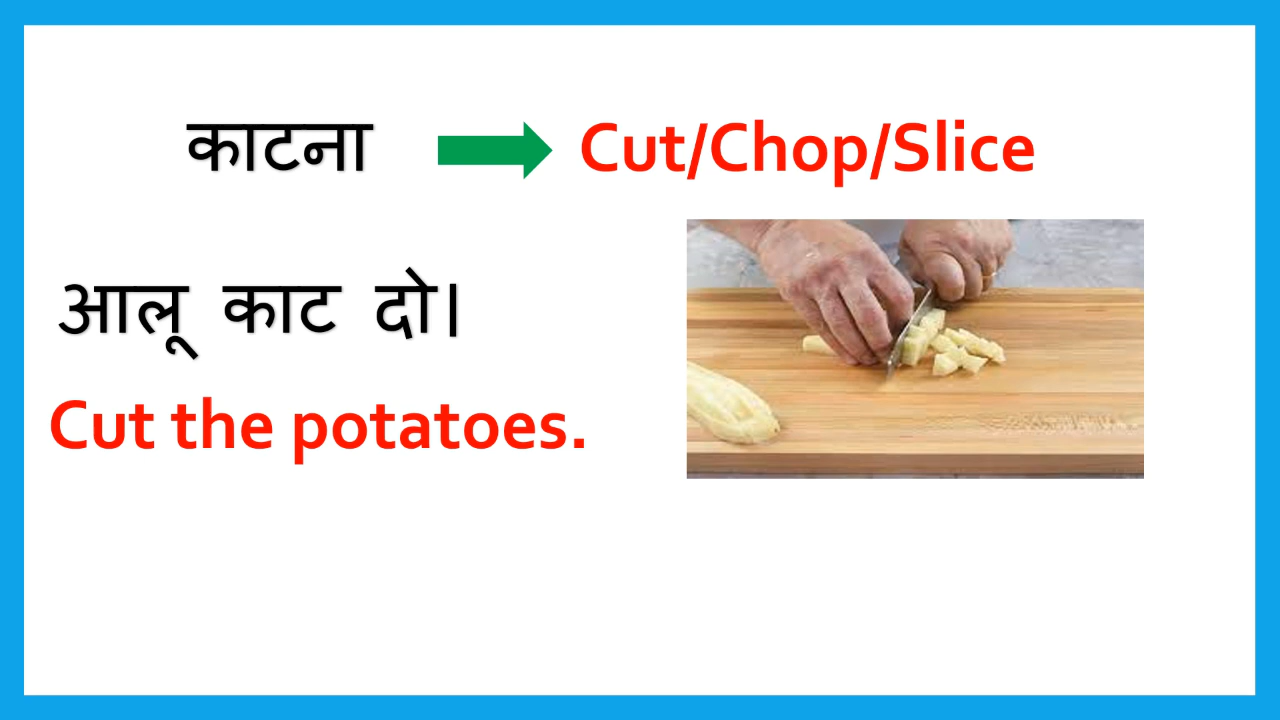 काटना Cut/Chop/Slice
आलू काट दो।
Cut the potatoes.